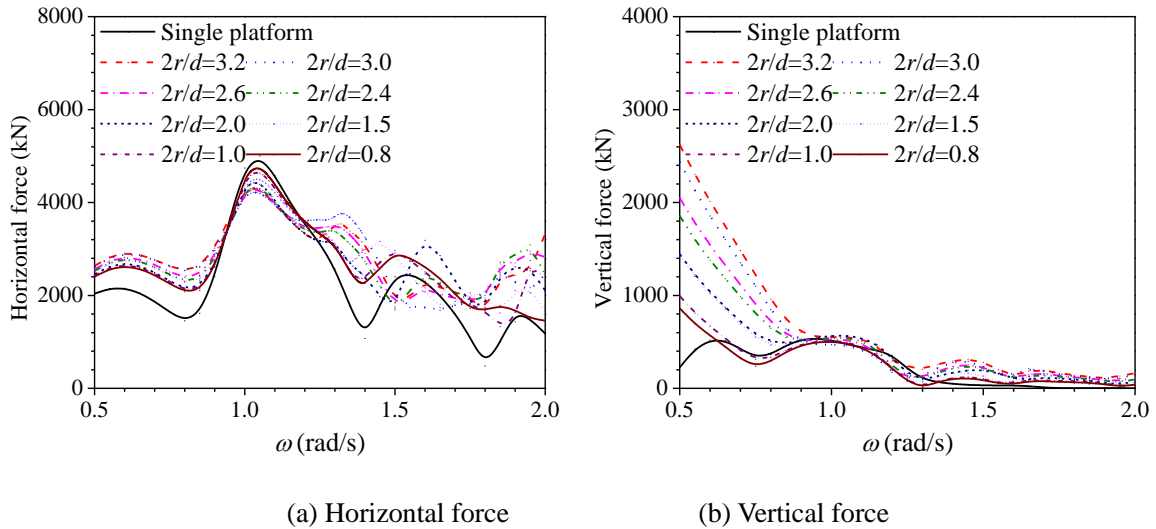 8000
6000
4000
2000
0
Horizontal force (kN)
Single platform
2r/d=3.2 2r/d=3.0
2r/d=2.6 2r/d=2.4
2r/d=2.0 2r/d=1.5
2r/d=1.0 2r/d=0.8
0.5 1.0 1.5 2.0
ω (rad/s)
(a) Horizontal force
4000
3000
2000
1000
0
Vertical force (kN)
Single platform
2r/d=3.2 2r/d=3.0
2r/d=2.6 2r/d=2.4
2r/d=2.0 2r/d=1.5
2r/d=1.0 2r/d=0.8
0.5 1.0 1.5 2.0
ω (rad/s)
(b) Vertical force